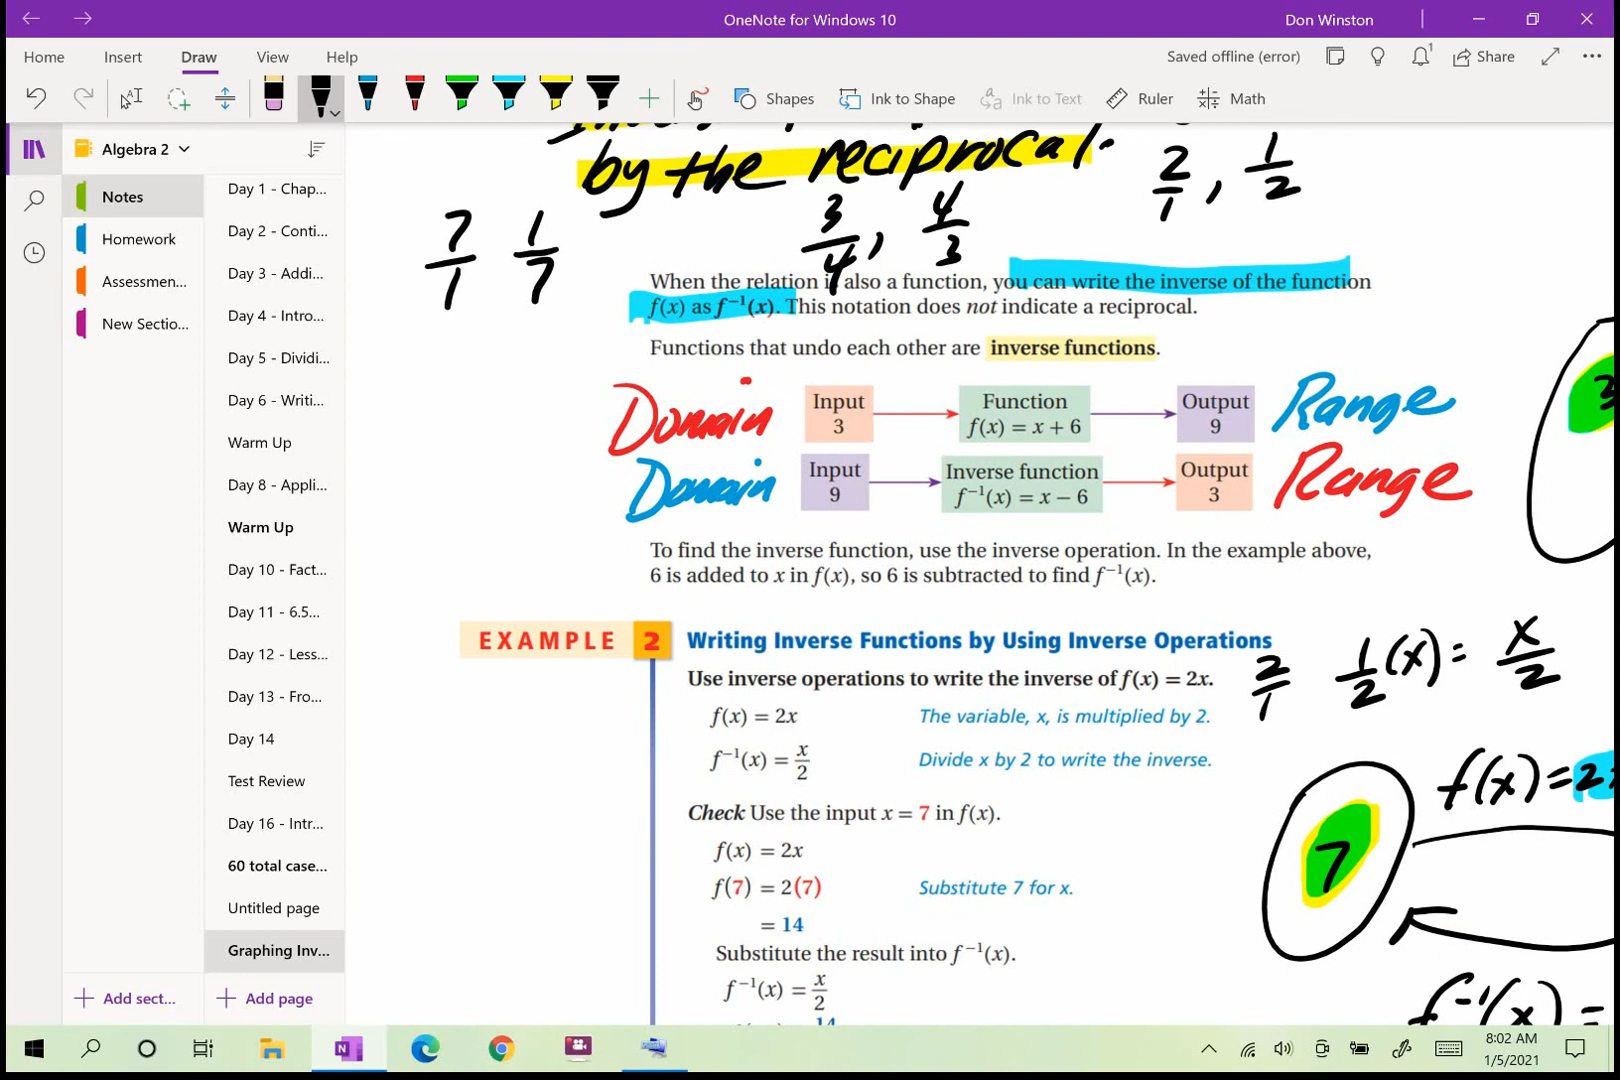 OneNote for Windows 10
Don Winston
Home Insert Draw View Help
Saved offline (error) 1 Share
Shapes Ink to Shape Ink to Text Ruler Math
Algebra 2
Notes
Homework
Assessmen...
New Sectio...
Add sect...
Day 1 - Chap...
Day 2 - Conti...
Day 3 - Addi...
Day 4 - Intro...
Day 5 - Dividi...
Day 6 - Writi...
Warm Up
Day 8 - Appli...
Warm Up
Day 10 - Fact...
Day 11 - 6.5...
Day 12 - Less...
Day 13 - Fro...
Day 14
Test Review
Day 16 - Intr...
60 total case...
Untitled page
Graphing Inv...
Add page
by the reciprocal.
2/1, 1/2
7/1 1/7
3/4, 4/3
When the relation is also a function, you can write the inverse of the function
f(x) as f⁻¹(x). This notation does not indicate a reciprocal.
Functions that undo each other are inverse functions.
Domain Input 3 Function f(x) = x + 6 Output 9 Range
Domain Input 9 Inverse function f⁻¹(x) = x − 6 Output 3 Range
3
To find the inverse function, use the inverse operation. In the example above,
6 is added to x in f(x), so 6 is subtracted to find f⁻¹(x).
EXAMPLE 2 Writing Inverse Functions by Using Inverse Operations
Use inverse operations to write the inverse of f(x) = 2x.
2/1 1/2(x) = x/2
f(x) = 2x The variable, x, is multiplied by 2.
f⁻¹(x) = x/2 Divide x by 2 to write the inverse.
f(x) = 2
Check Use the input x = 7 in f(x).
f(x) = 2x
7
f(7) = 2(7) Substitute 7 for x.
= 14
Substitute the result into f⁻¹(x).
f⁻¹(x) = x/2
f⁻¹(x) =
14
8:02 AM
1/5/2021